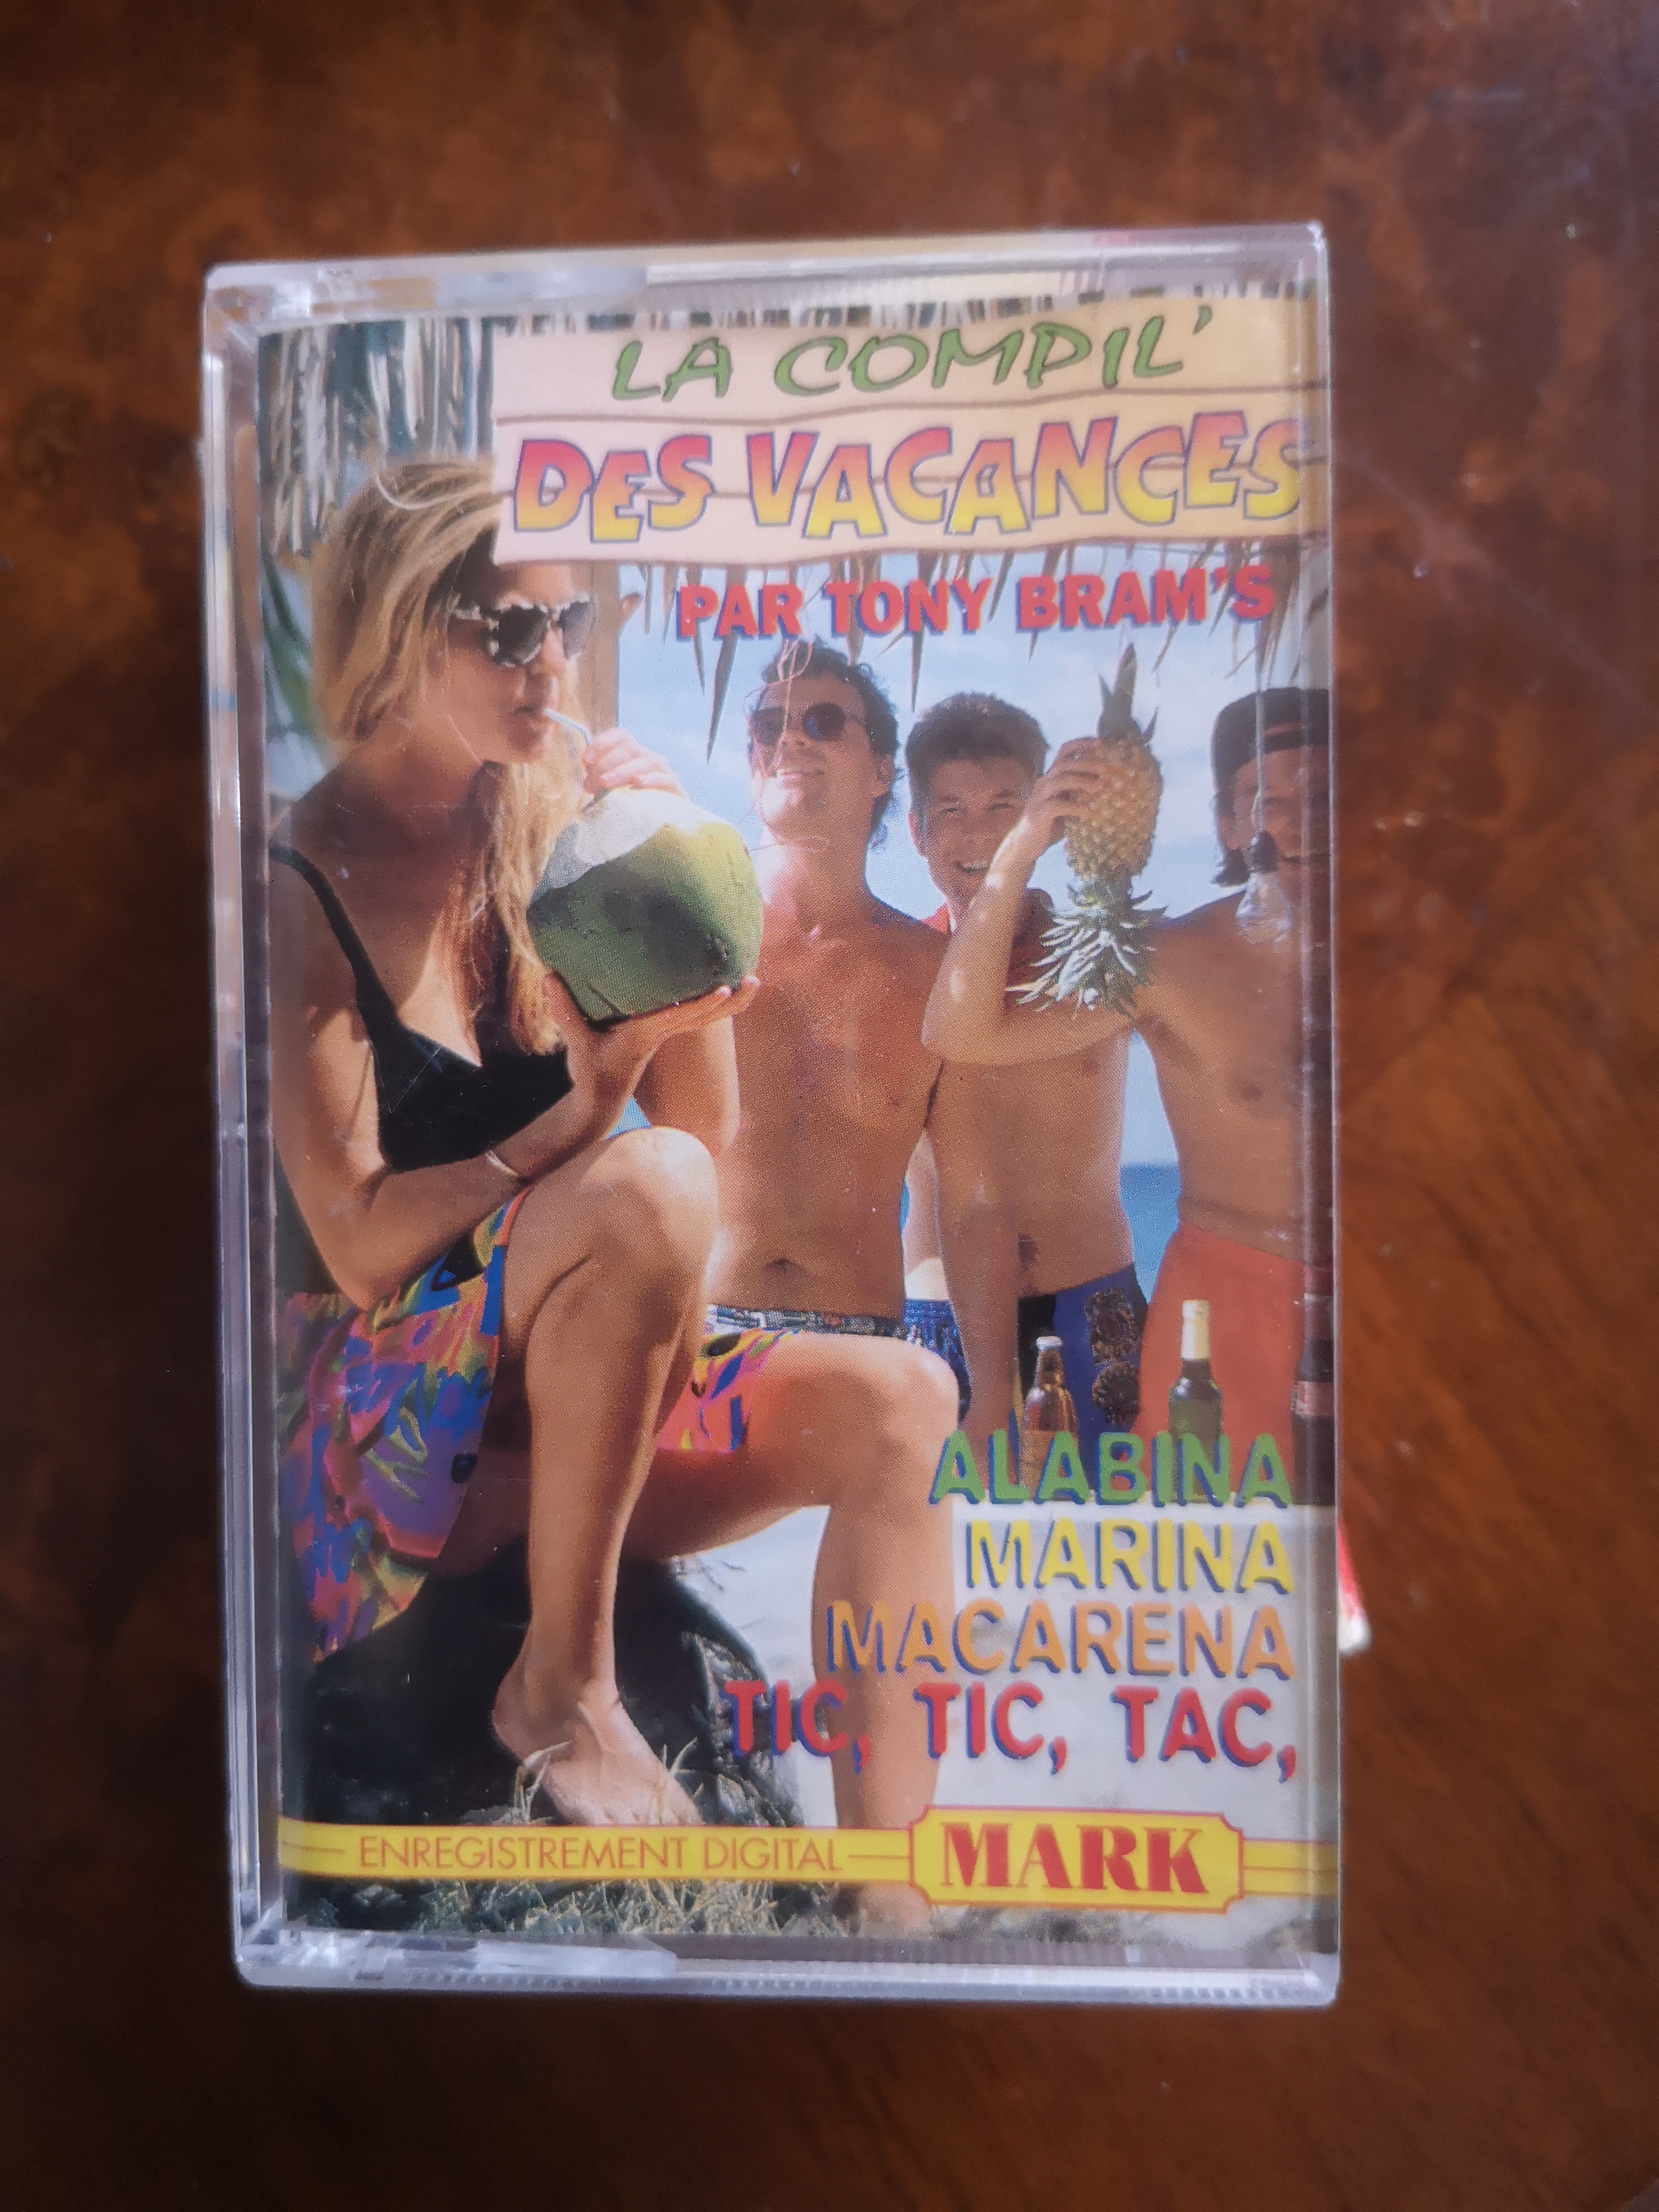 LA COMPIL'
DES VACANCES
PAR TONY BRAM'S
ALABINA
MARINA
MACARENA
TIC, TIC, TAC,
ENREGISTREMENT DIGITAL
MARK